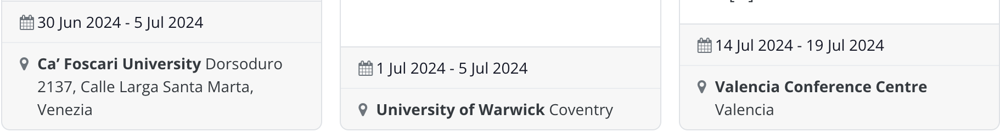 30 Jun 2024 - 5 Jul 2024
Ca’ Foscari University Dorsoduro
2137, Calle Larga Santa Marta,
Venezia
1 Jul 2024 - 5 Jul 2024
University of Warwick Coventry
14 Jul 2024 - 19 Jul 2024
Valencia Conference Centre
Valencia